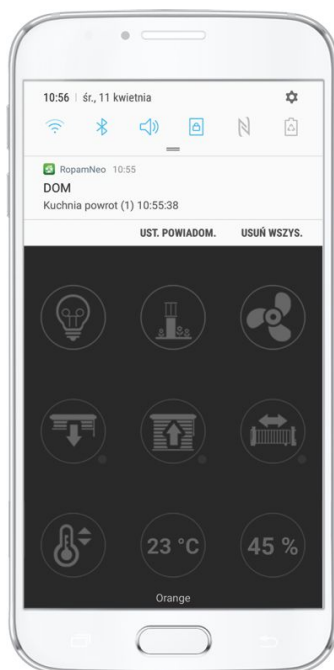 10:56 | śr., 11 kwietnia
RopamNeo 10:55
DOM
Kuchnia powrot (1) 10:55:38
UST. POWIADOM. USUŃ WSZYS.
23 °C 45 %
Orange